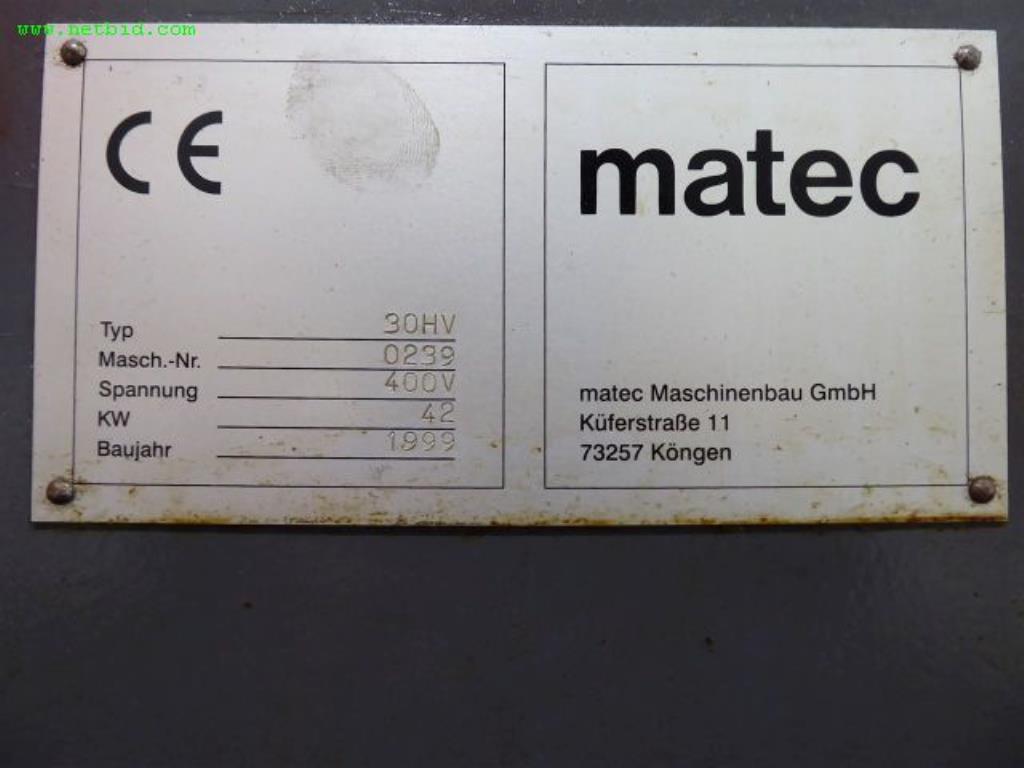 www.netbid.com
CE
Typ 30HV
Masch.-Nr. 0239
Spannung 400V
KW 42
Baujahr 1999
matec
matec Maschinenbau GmbH
Küferstraße 11
73257 Köngen